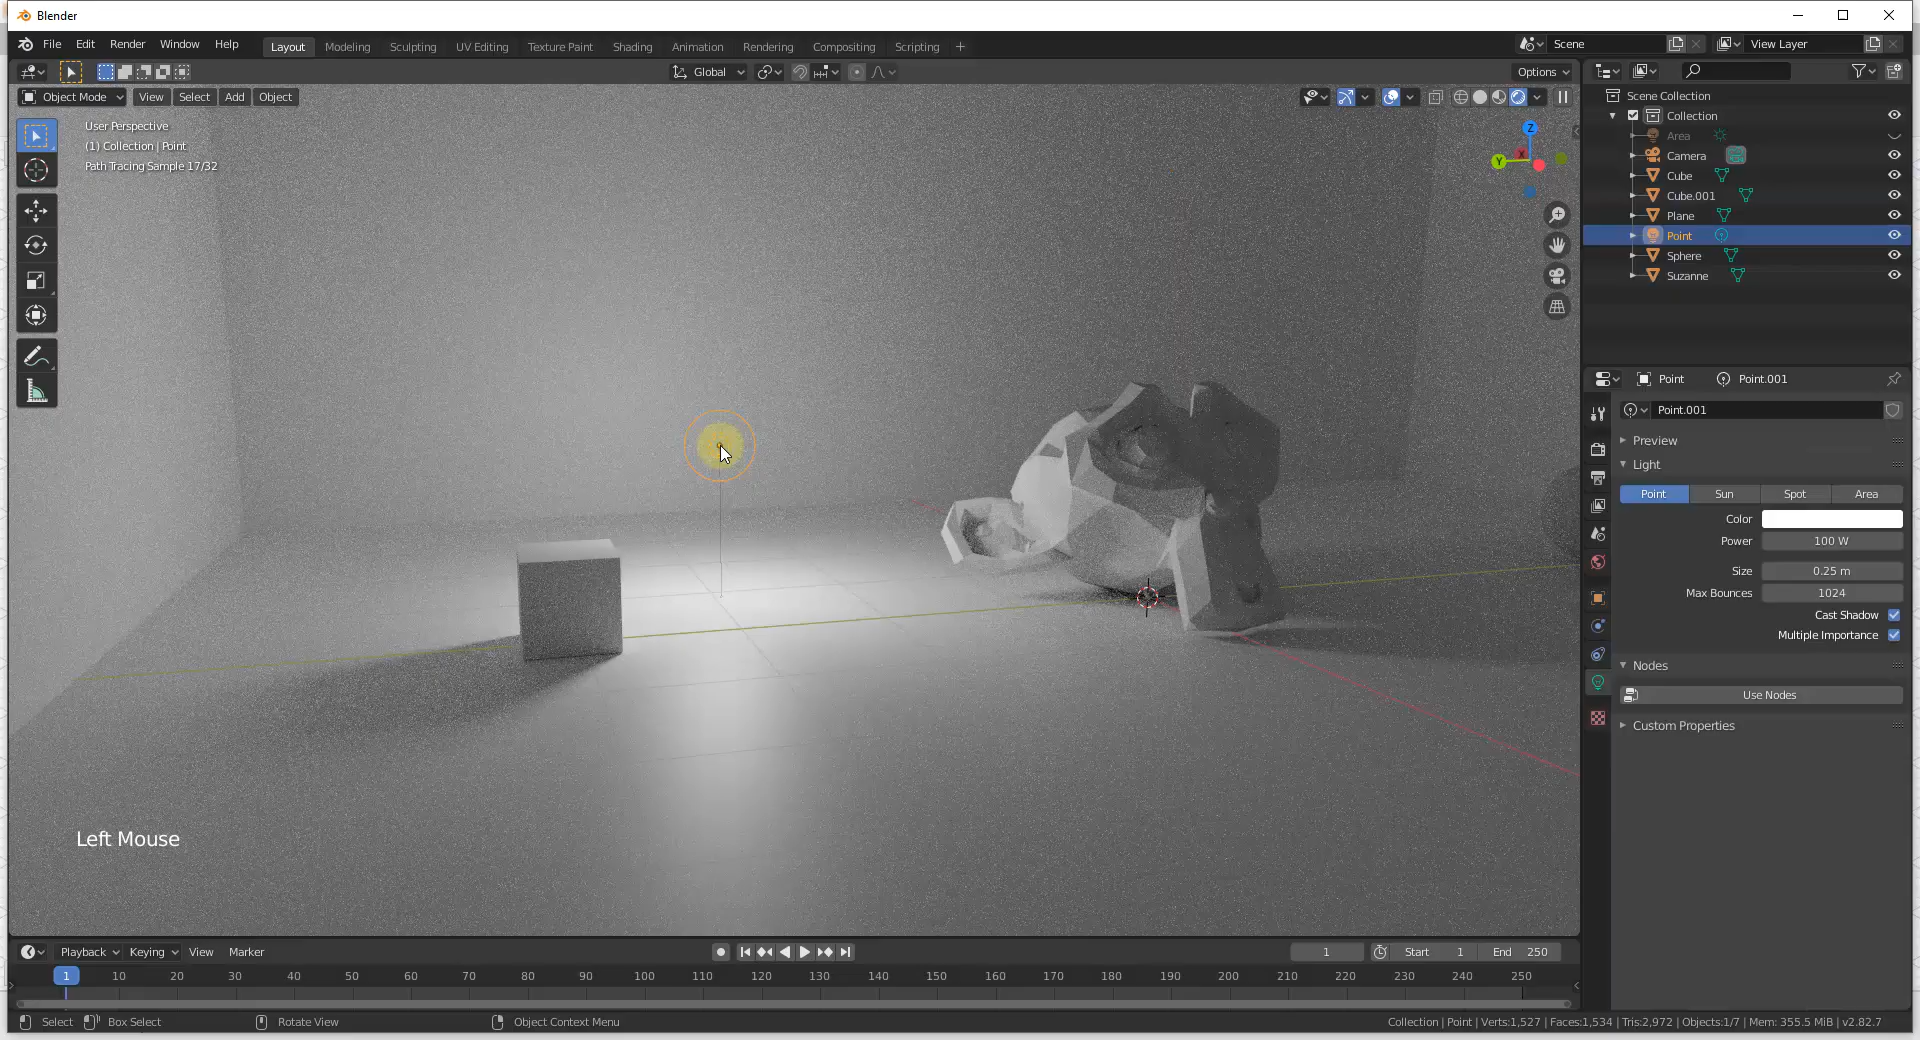 Blender
File Edit Render Window Help Layout Modeling Sculpting UV Editing Texture Paint Shading Animation Rendering Compositing Scripting + Scene View Layer
Global Options
Object Mode View Select Add Object
User Perspective
(1) Collection | Point
Path Tracing Sample 17/32
Z
Y
X
Scene Collection
Collection
Area
Camera
Cube
Cube.001
Plane
Point
Sphere
Suzanne
Point Point.001
Point.001
Preview
Light
Point Sun Spot Area
Color
Power 100 W
Size 0.25 m
Max Bounces 1024
Cast Shadow
Multiple Importance
Nodes
Use Nodes
Custom Properties
Left Mouse
Playback Keying View Marker 1 Start 1 End 250
1 10 20 30 40 50 60 70 80 90 100 110 120 130 140 150 160 170 180 190 200 210 220 230 240 250
Select Box Select Rotate View Object Context Menu Collection | Point | Verts:1,527 | Faces:1,534 | Tris:2,972 | Objects:1/7 | Mem: 355.5 MiB | v2.82.7